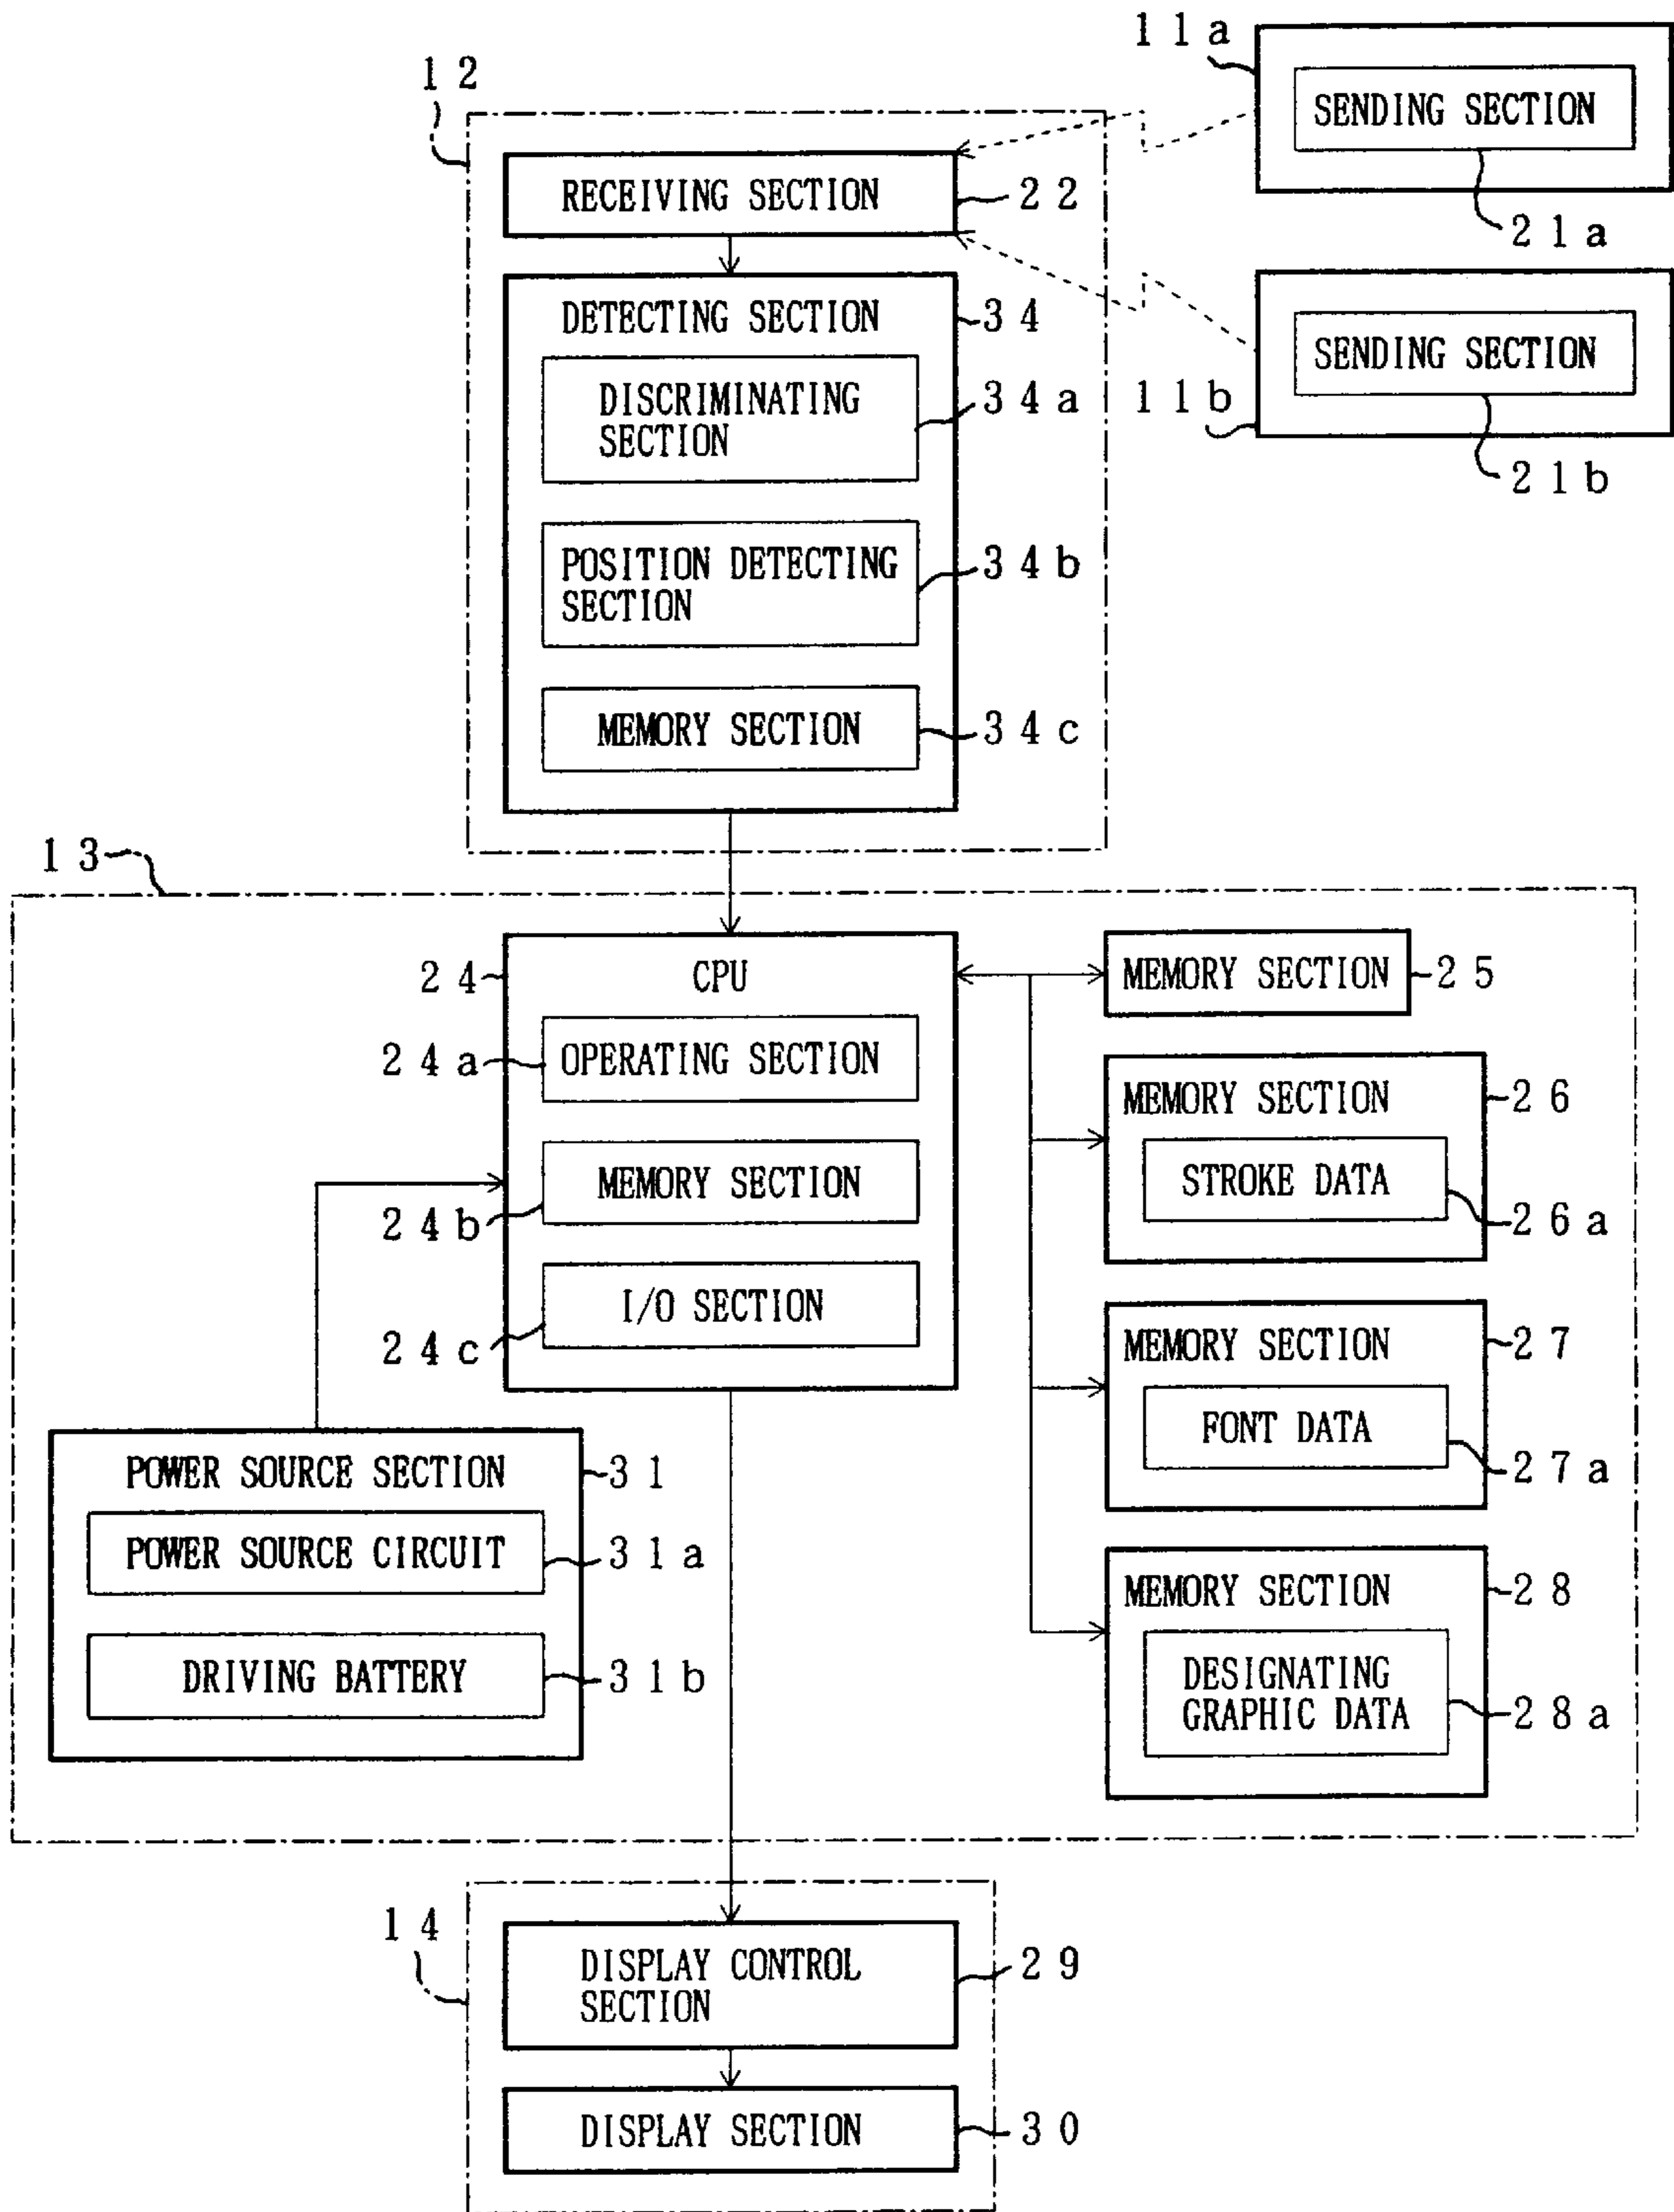 11a
SENDING SECTION
21a
12
RECEIVING SECTION
22
DETECTING SECTION
34
DISCRIMINATING
SECTION
34a
POSITION DETECTING
SECTION
34b
MEMORY SECTION
34c
11b
SENDING SECTION
21b
13
24
CPU
24a
OPERATING SECTION
24b
MEMORY SECTION
24c
I/O SECTION
MEMORY SECTION
25
MEMORY SECTION
26
STROKE DATA
26a
MEMORY SECTION
27
FONT DATA
27a
MEMORY SECTION
28
DESIGNATING
GRAPHIC DATA
28a
POWER SOURCE SECTION
31
POWER SOURCE CIRCUIT
31a
DRIVING BATTERY
31b
14
DISPLAY CONTROL
SECTION
29
DISPLAY SECTION
30